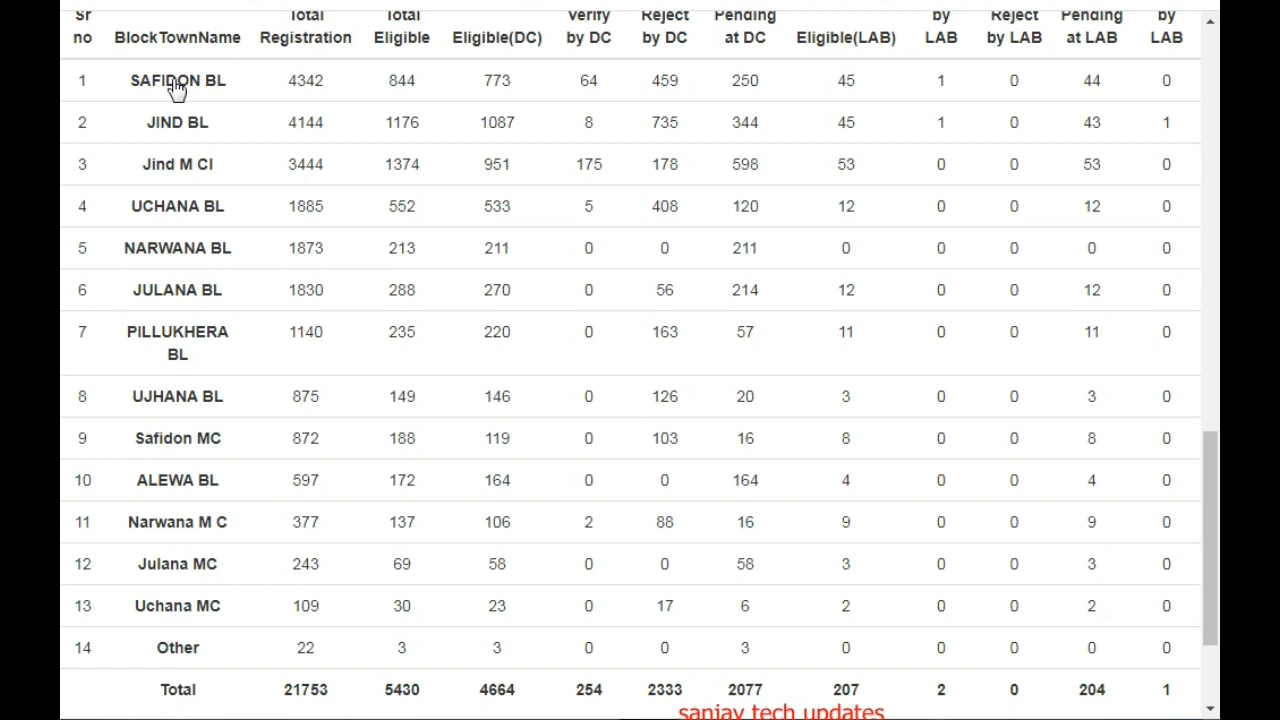 Sr Total Total Verify Reject Pending by Reject Pending by
no BlockTownName Registration Eligible Eligible(DC) by DC by DC at DC Eligible(LAB) LAB by LAB at LAB LAB
1 SAFIDON BL 4342 844 773 64 459 250 45 1 0 44 0
2 JIND BL 4144 1176 1087 8 735 344 45 1 0 43 1
3 Jind M Cl 3444 1374 951 175 178 598 53 0 0 53 0
4 UCHANA BL 1885 552 533 5 408 120 12 0 0 12 0
5 NARWANA BL 1873 213 211 0 0 211 0 0 0 0 0
6 JULANA BL 1830 288 270 0 56 214 12 0 0 12 0
7 PILLUKHERA 1140 235 220 0 163 57 11 0 0 11 0
BL
8 UJHANA BL 875 149 146 0 126 20 3 0 0 3 0
9 Safidon MC 872 188 119 0 103 16 8 0 0 8 0
10 ALEWA BL 597 172 164 0 0 164 4 0 0 4 0
11 Narwana M C 377 137 106 2 88 16 9 0 0 9 0
12 Julana MC 243 69 58 0 0 58 3 0 0 3 0
13 Uchana MC 109 30 23 0 17 6 2 0 0 2 0
14 Other 22 3 3 0 0 3 0 0 0 0 0
Total 21753 5430 4664 254 2333 2077 207 2 0 204 1
sanjay tech updates